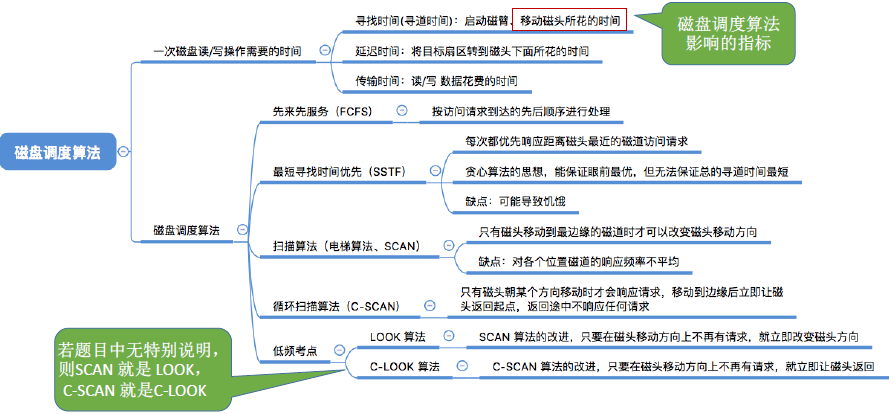 磁盘调度算法
一次磁盘读/写操作需要的时间
寻找时间(寻道时间)：启动磁臂、移动磁头所花的时间
延迟时间：将目标扇区转到磁头下面所花的时间
传输时间：读/写 数据花费的时间
磁盘调度算法
影响的指标
磁盘调度算法
先来先服务（FCFS）
按访问请求到达的先后顺序进行处理
最短寻找时间优先（SSTF）
每次都优先响应距离磁头最近的磁道访问请求
贪心算法的思想，能保证眼前最优，但无法保证总的寻道时间最短
缺点：可能导致饥饿
扫描算法（电梯算法、SCAN）
只有磁头移动到最边缘的磁道时才可以改变磁头移动方向
缺点：对各个位置磁道的响应频率不平均
循环扫描算法（C-SCAN）
只有磁头朝某个方向移动时才会响应请求，移动到边缘后立即让磁
头返回起点，返回途中不响应任何请求
低频考点
LOOK 算法
SCAN 算法的改进，只要在磁头移动方向上不再有请求，就立即改变磁头方向
C-LOOK 算法
C-SCAN 算法的改进，只要在磁头移动方向上不再有请求，就立即让磁头返回
若题目中无特别说明，
则SCAN 就是 LOOK，
C-SCAN 就是C-LOOK